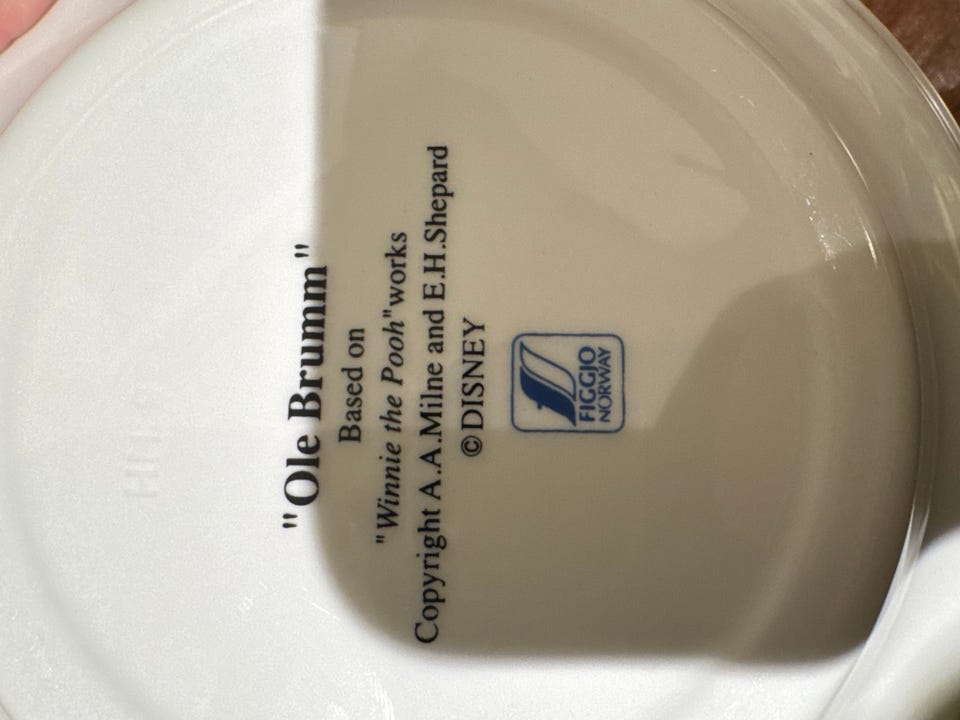 "Ole Brumm"
Based on
"Winnie the Pooh"works
Copyright A.A.Milne and E.H.Shepard
©DISNEY
FIGGJO
NORWAY